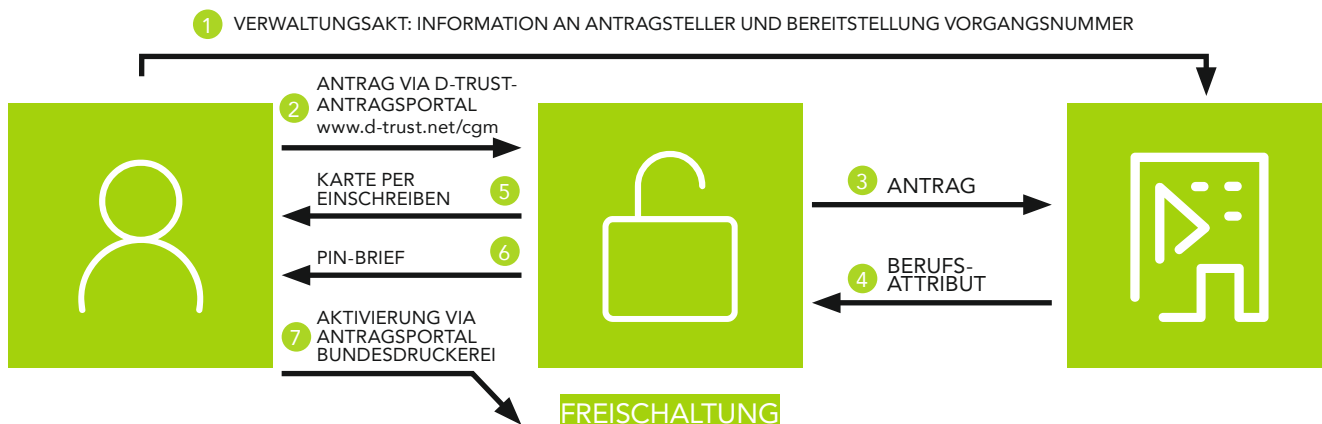 1 VERWALTUNGSAKT: INFORMATION AN ANTRAGSTELLER UND BEREITSTELLUNG VORGANGSNUMMER
2 ANTRAG VIA D-TRUST-
ANTRAGSPORTAL
www.d-trust.net/cgm
3 ANTRAG
4 BERUFS-
ATTRIBUT
KARTE PER
EINSCHREIBEN 5
PIN-BRIEF 6
7 AKTIVIERUNG VIA
ANTRAGSPORTAL
BUNDESDRUCKEREI
FREISCHALTUNG